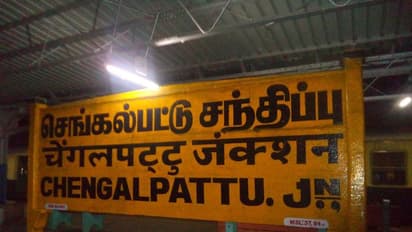 செங்கல்பட்டு சந்திப்பு
चेंगलपट्टु जंक्शन
CHENGALPATTU. JN